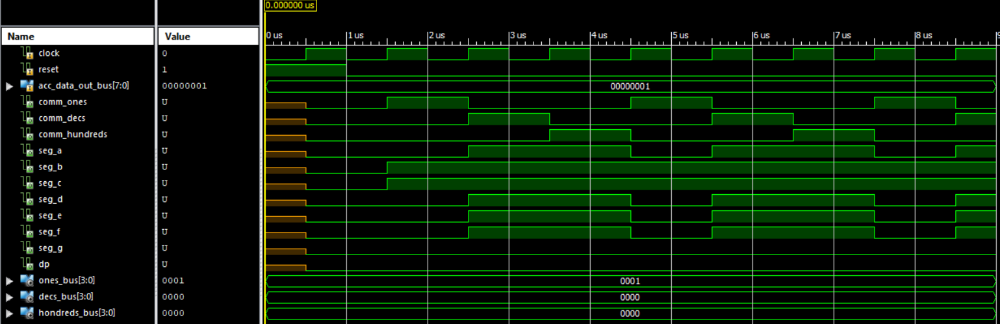 0.000000 us
Name Value 0 us 1 us 2 us 3 us 4 us 5 us 6 us 7 us 8 us 9
clock 0
reset 1
acc_data_out_bus[7:0] 00000001 00000001
comm_ones U
comm_decs U
comm_hundreds U
seg_a U
seg_b U
seg_c U
seg_d U
seg_e U
seg_f U
seg_g U
dp U
ones_bus[3:0] 0001 0001
decs_bus[3:0] 0000 0000
hondreds_bus[3:0] 0000 0000